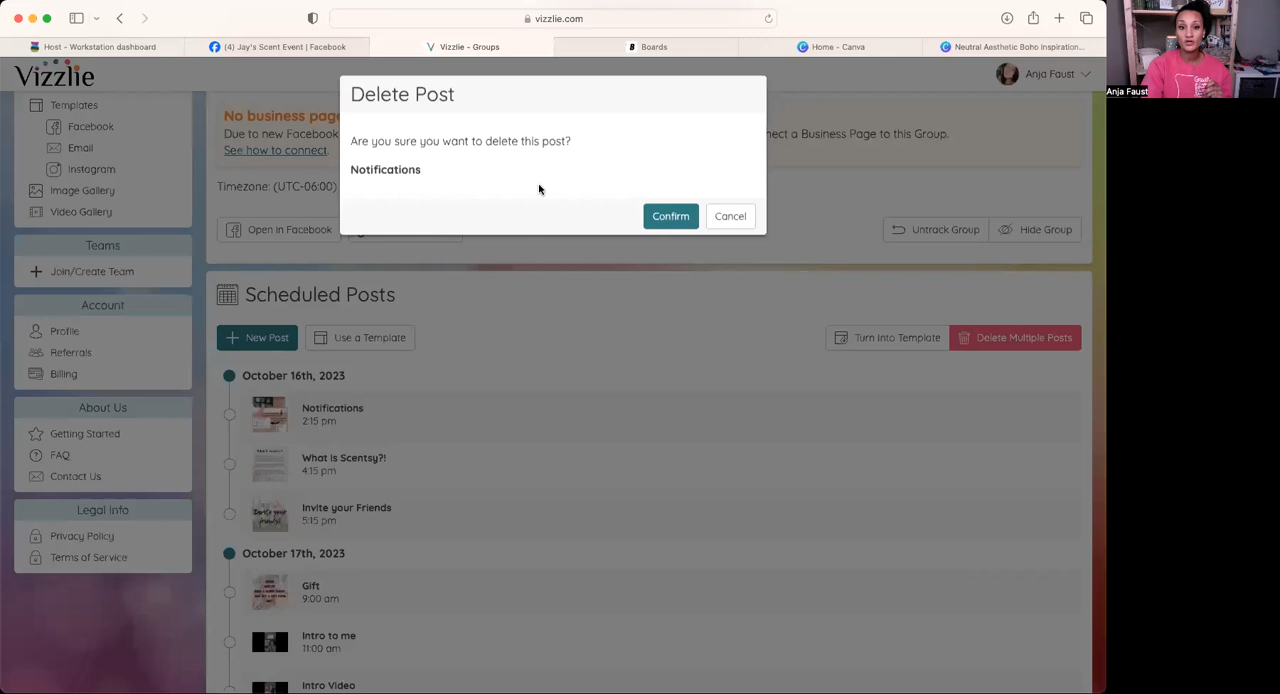 vizzlie.com
Host - Workstation dashboard
(4) Jay's Scent Event | Facebook
Vizzlie - Groups
Boards
Home - Canva
Neutral Aesthetic Boho Inspiration...
Vizzlie
Anja Faust
Anja Faust
Templates
Facebook
Email
Instagram
Image Gallery
Video Gallery
Teams
Join/Create Team
Account
Profile
Referrals
Billing
About Us
Getting Started
FAQ
Contact Us
Legal Info
Privacy Policy
Terms of Service
Delete Post
Are you sure you want to delete this post?
Notifications
Confirm
Cancel
No business pag
Due to new Facebook
nect a Business Page to this Group.
See how to connect.
Timezone: (UTC-06:00)
Open in Facebook
Untrack Group
Hide Group
Scheduled Posts
New Post
Use a Template
Turn Into Template
Delete Multiple Posts
October 16th, 2023
Notifications
2:15 pm
What is Scentsy?!
4:15 pm
Invite your Friends
5:15 pm
October 17th, 2023
Gift
9:00 am
Intro to me
11:00 am
Intro Video